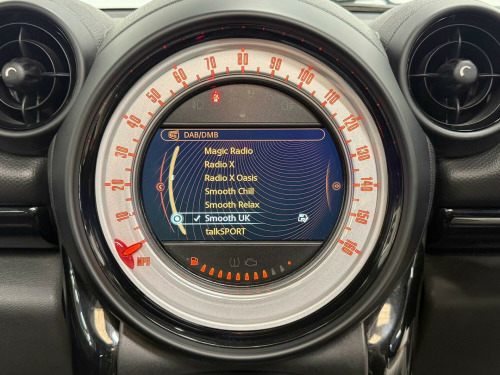 80
70
90
60
100
50
110
40
120
30
130
20
140
10
150
160
MPH
DAB/DMB
Magic Radio
Radio X
Radio X Oasis
Smooth Chill
Smooth Relax
Smooth UK
talkSPORT